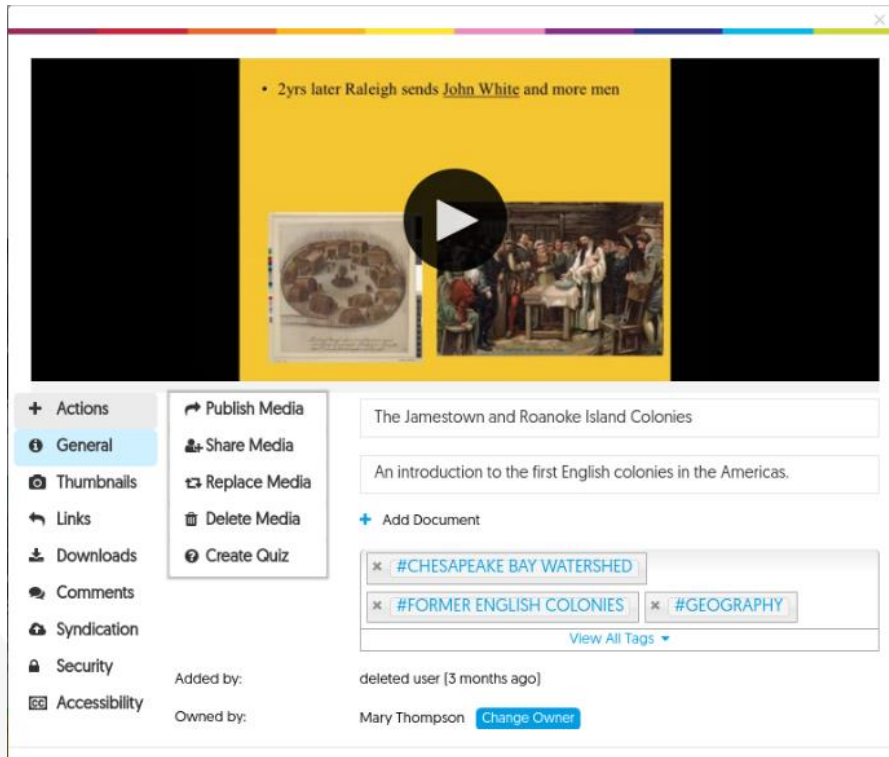 • 2yrs later Raleigh sends John White and more men
Actions
General
Thumbnails
Links
Downloads
Comments
Syndication
Security
Accessibility
Publish Media
Share Media
Replace Media
Delete Media
Create Quiz
The Jamestown and Roanoke Island Colonies
An introduction to the first English colonies in the Americas.
Add Document
#CHESAPEAKE BAY WATERSHED
#FORMER ENGLISH COLONIES #GEOGRAPHY
View All Tags
Added by: deleted user (3 months ago)
Owned by: Mary Thompson Change Owner